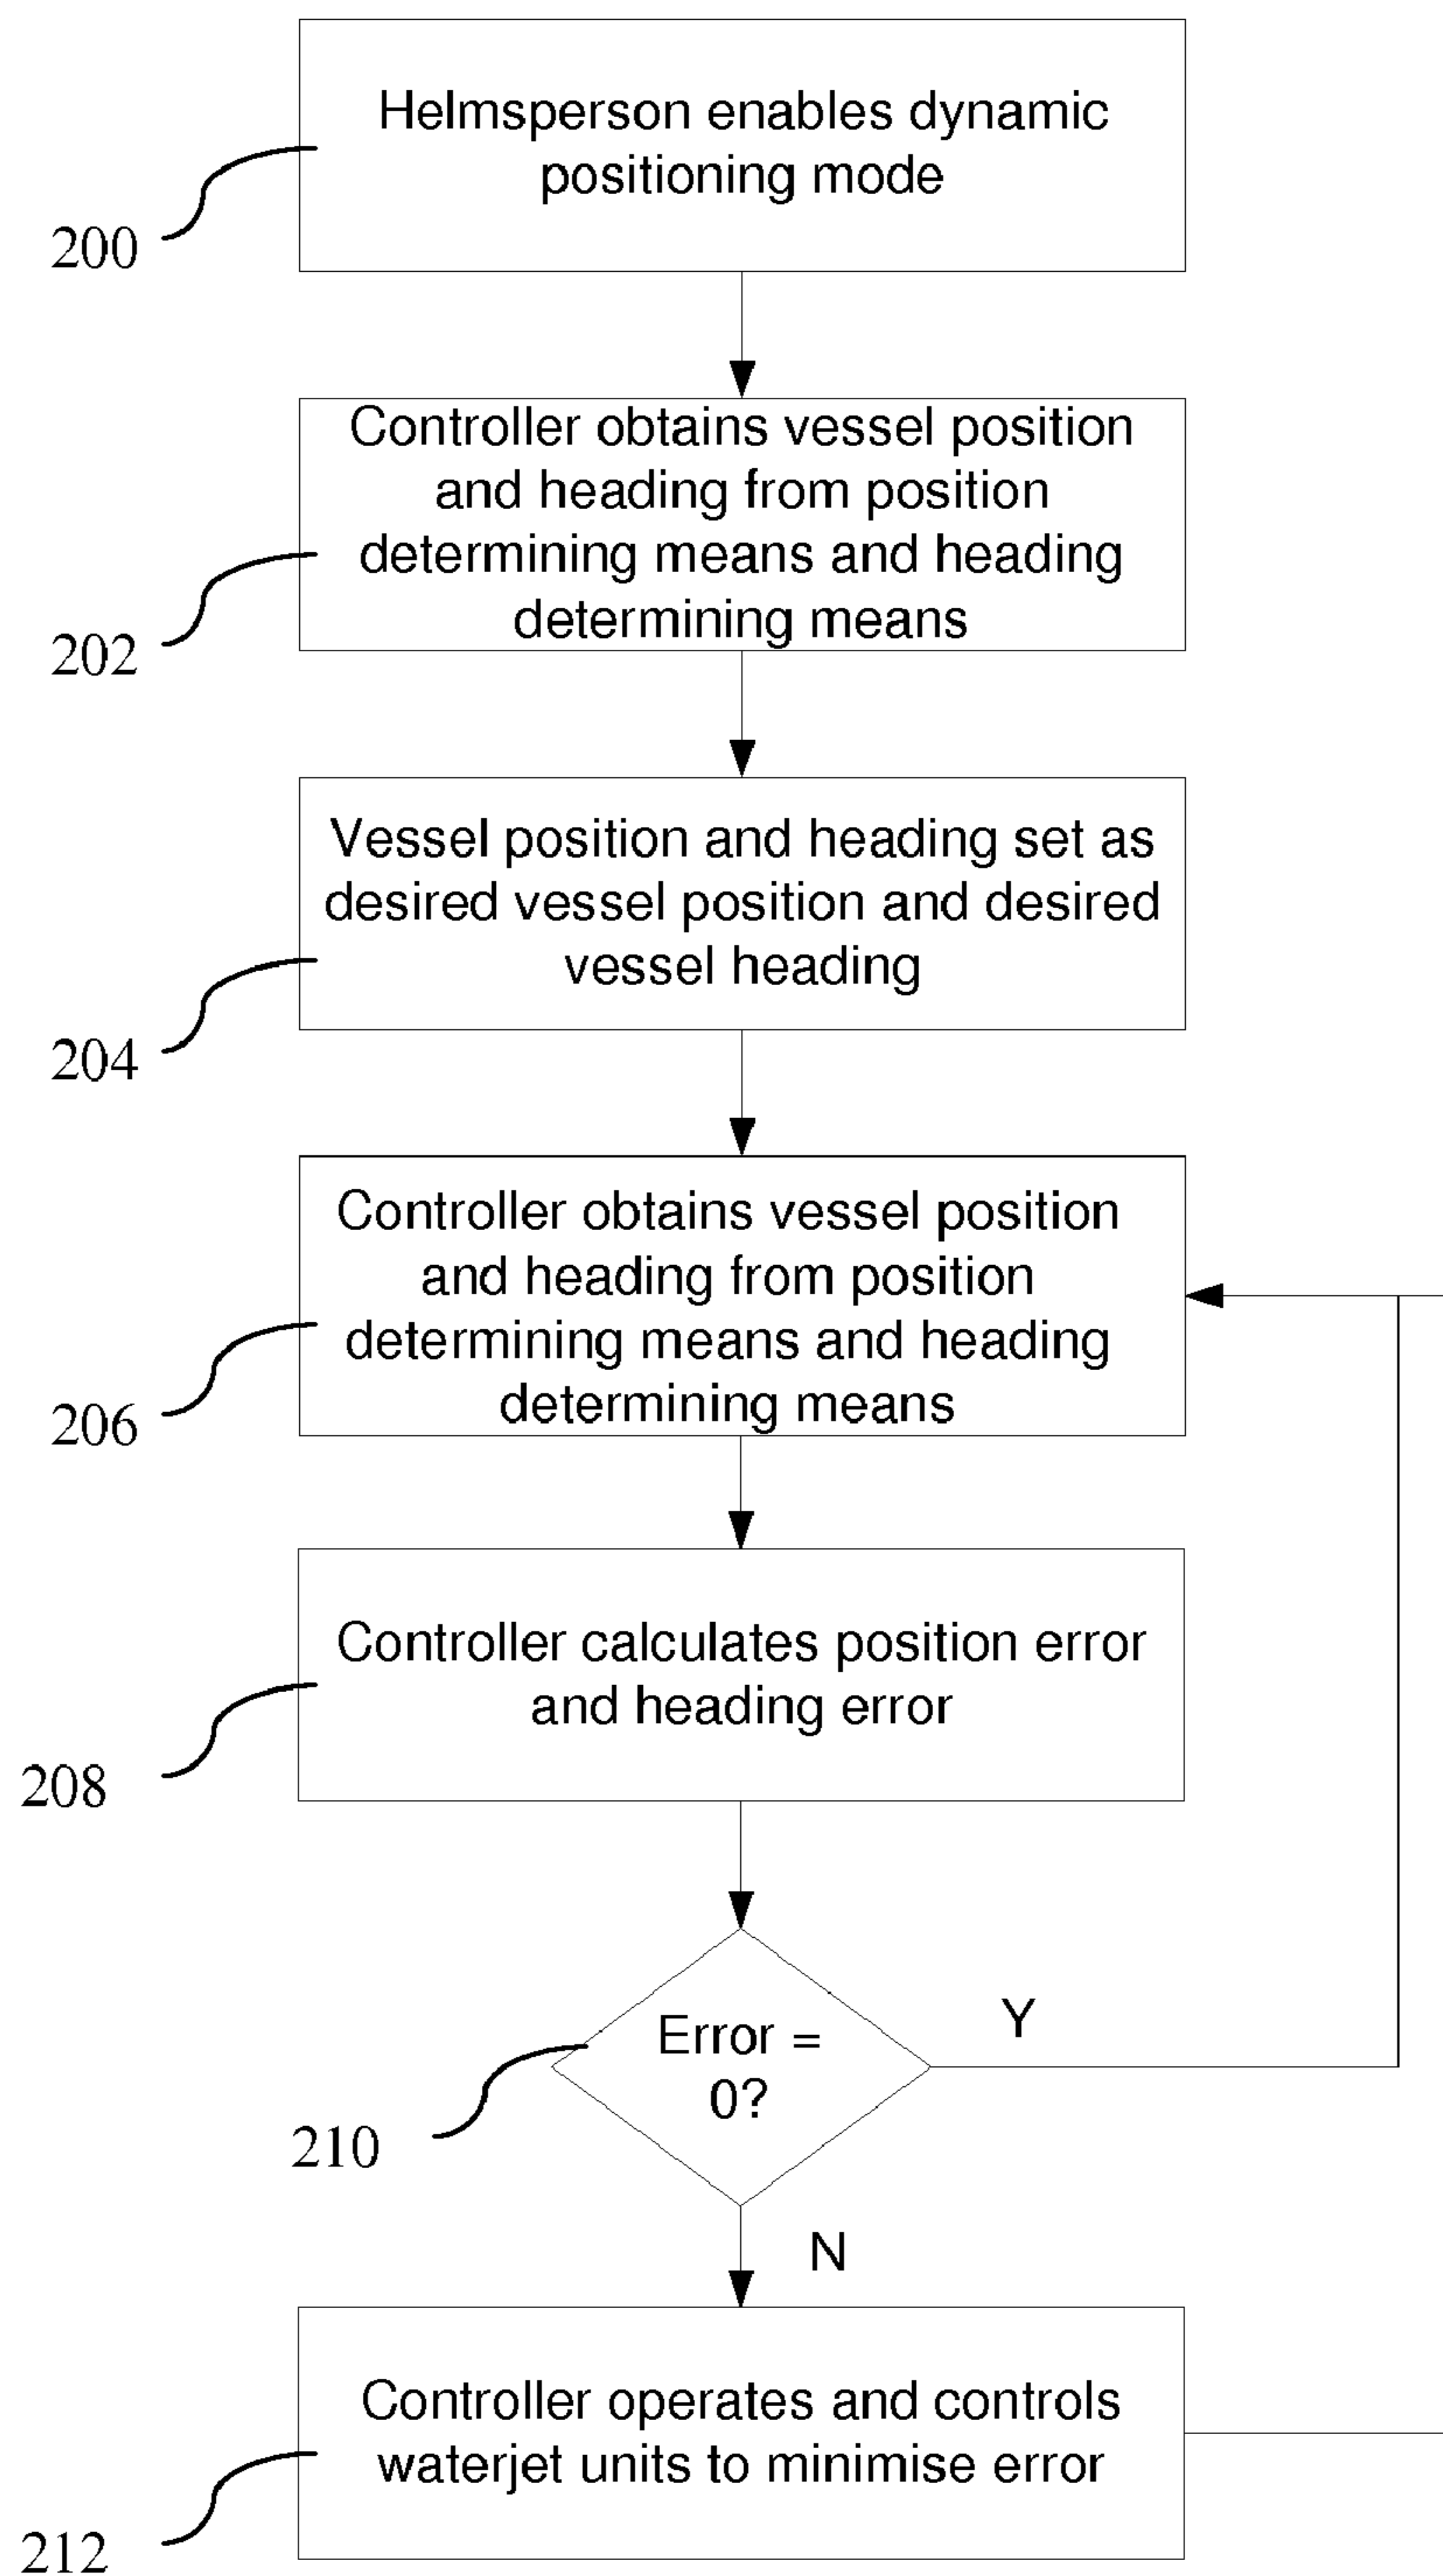 Helmsperson enables dynamic
positioning mode
200
Controller obtains vessel position
and heading from position
determining means and heading
determining means
202
Vessel position and heading set as
desired vessel position and desired
vessel heading
204
Controller obtains vessel position
and heading from position
determining means and heading
determining means
206
Controller calculates position error
and heading error
208
Error =
0?
Y
210
N
Controller operates and controls
waterjet units to minimise error
212